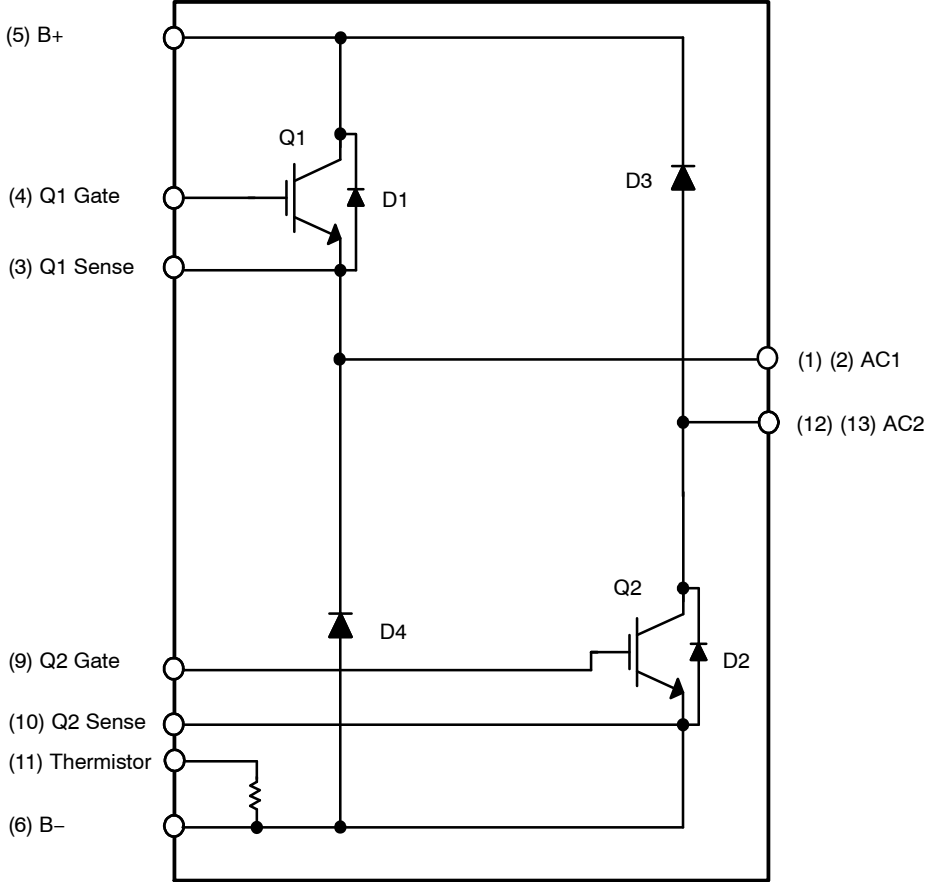 (5) B+
Q1
D3
(4) Q1 Gate
D1
(3) Q1 Sense
(1) (2) AC1
(12) (13) AC2
Q2
D4
(9) Q2 Gate
D2
(10) Q2 Sense
(11) Thermistor
(6) B−